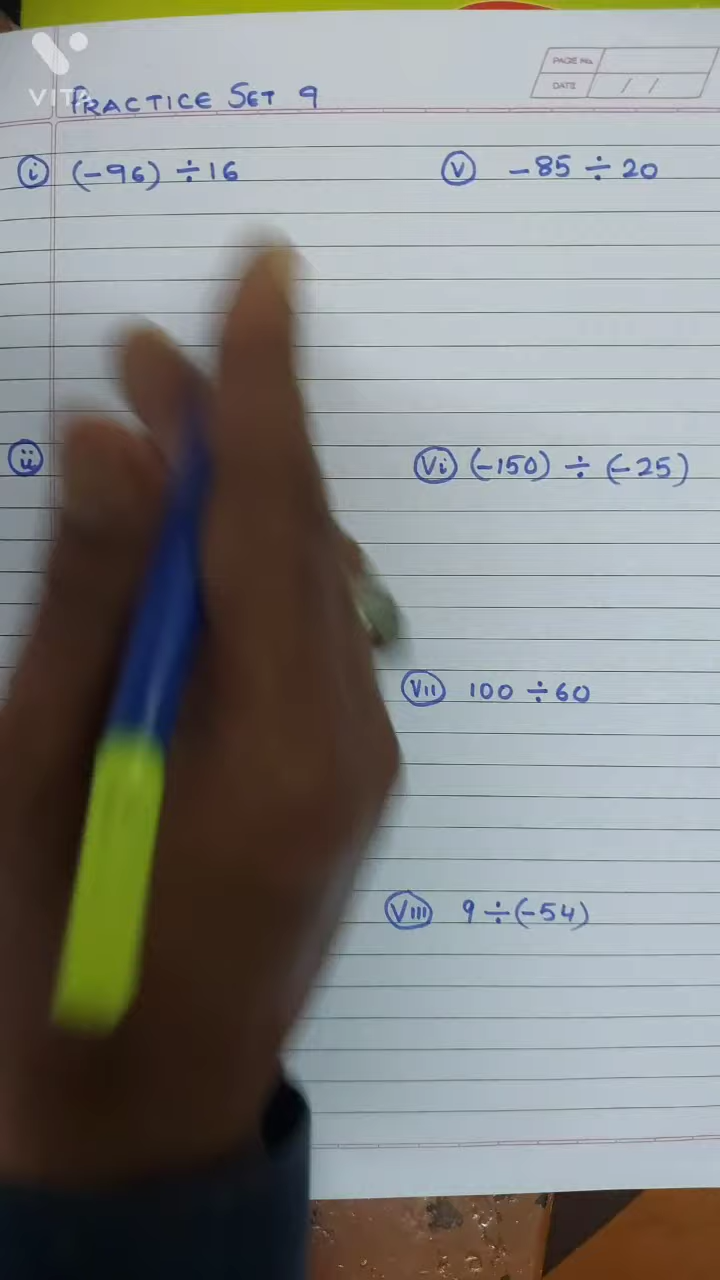 VITA
PRACTICE SET 9
PAGE No.
DATE / /
i (-96) ÷ 16
v -85 ÷ 20
ii
vi (-150) ÷ (-25)
vii 100 ÷ 60
viii 9 ÷ (-54)